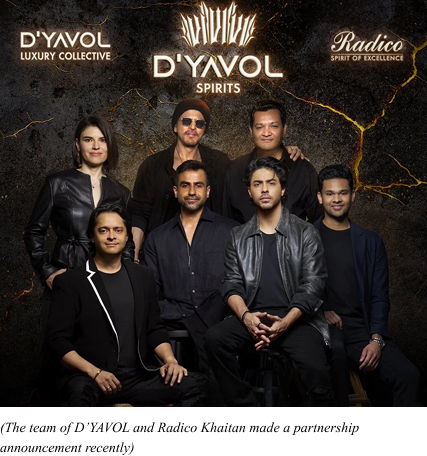 D'YAVOL
LUXURY COLLECTIVE
D'YAVOL
SPIRITS
Radico
SPIRIT OF EXCELLENCE
(The team of D’YAVOL and Radico Khaitan made a partnership
announcement recently)